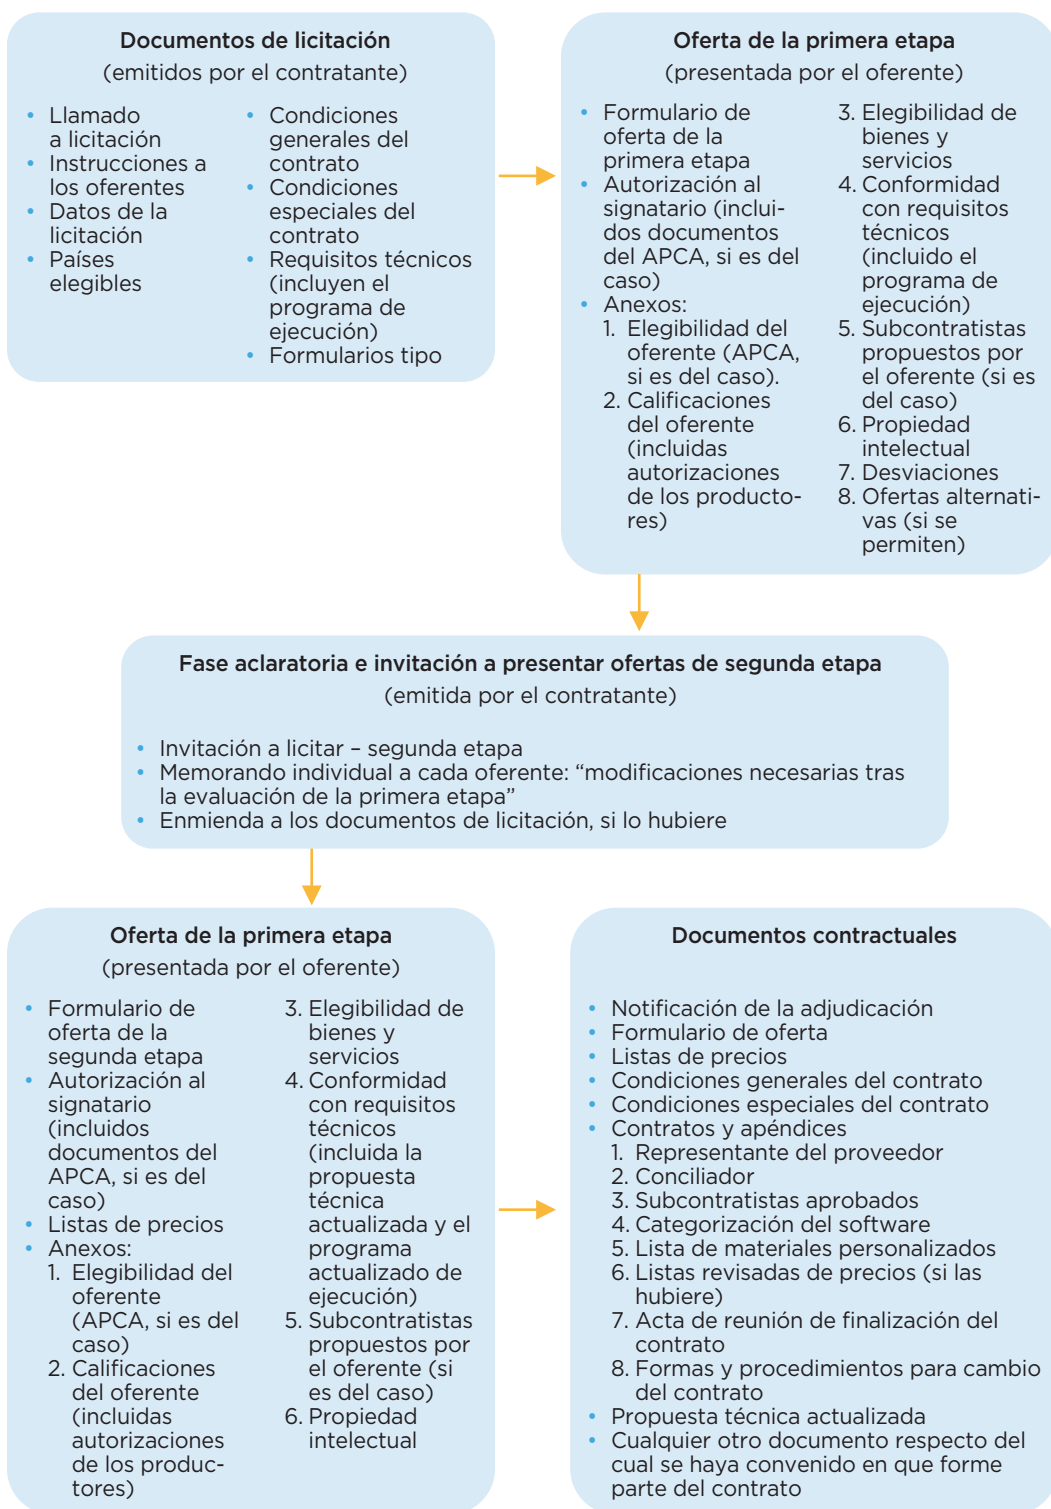 Documentos de licitación
(emitidos por el contratante)
• Llamado
a licitación
• Instrucciones a
los oferentes
• Datos de la
licitación
• Países
elegibles
• Condiciones
generales del
contrato
• Condiciones
especiales del
contrato
• Requisitos técnicos
(incluyen el
programa de
ejecución)
• Formularios tipo
Oferta de la primera etapa
(presentada por el oferente)
• Formulario de
oferta de la
primera etapa
• Autorización al
signatario (inclui-
dos documentos
del APCA, si es del
caso)
• Anexos:
1. Elegibilidad del
oferente (APCA,
si es del caso).
2. Calificaciones
del oferente
(incluidas
autorizaciones
de los producto-
res)
3. Elegibilidad de
bienes y
servicios
4. Conformidad
con requisitos
técnicos
(incluido el
programa de
ejecución)
5. Subcontratistas
propuestos por
el oferente (si es
del caso)
6. Propiedad
intelectual
7. Desviaciones
8. Ofertas alternati-
vas (si se
permiten)
Fase aclaratoria e invitación a presentar ofertas de segunda etapa
(emitida por el contratante)
• Invitación a licitar – segunda etapa
• Memorando individual a cada oferente: “modificaciones necesarias tras
la evaluación de la primera etapa”
• Enmienda a los documentos de licitación, si lo hubiere
Oferta de la primera etapa
(presentada por el oferente)
• Formulario de
oferta de la
segunda etapa
• Autorización al
signatario
(incluidos
documentos del
APCA, si es del
caso)
• Listas de precios
• Anexos:
1. Elegibilidad del
oferente
(APCA, si es del
caso)
2. Calificaciones
del oferente
(incluidas
autorizaciones
de los produc-
tores)
3. Elegibilidad de
bienes y
servicios
4. Conformidad
con requisitos
técnicos
(incluida la
propuesta
técnica
actualizada y el
programa
actualizado de
ejecución)
5. Subcontratistas
propuestos por
el oferente (si
es del caso)
6. Propiedad
intelectual
Documentos contractuales
• Notificación de la adjudicación
• Formulario de oferta
• Listas de precios
• Condiciones generales del contrato
• Condiciones especiales del contrato
• Contratos y apéndices
1. Representante del proveedor
2. Conciliador
3. Subcontratistas aprobados
4. Categorización del software
5. Lista de materiales personalizados
6. Listas revisadas de precios (si las
hubiere)
7. Acta de reunión de finalización del
contrato
8. Formas y procedimientos para cambio
del contrato
• Propuesta técnica actualizada
• Cualquier otro documento respecto del
cual se haya convenido en que forme
parte del contrato